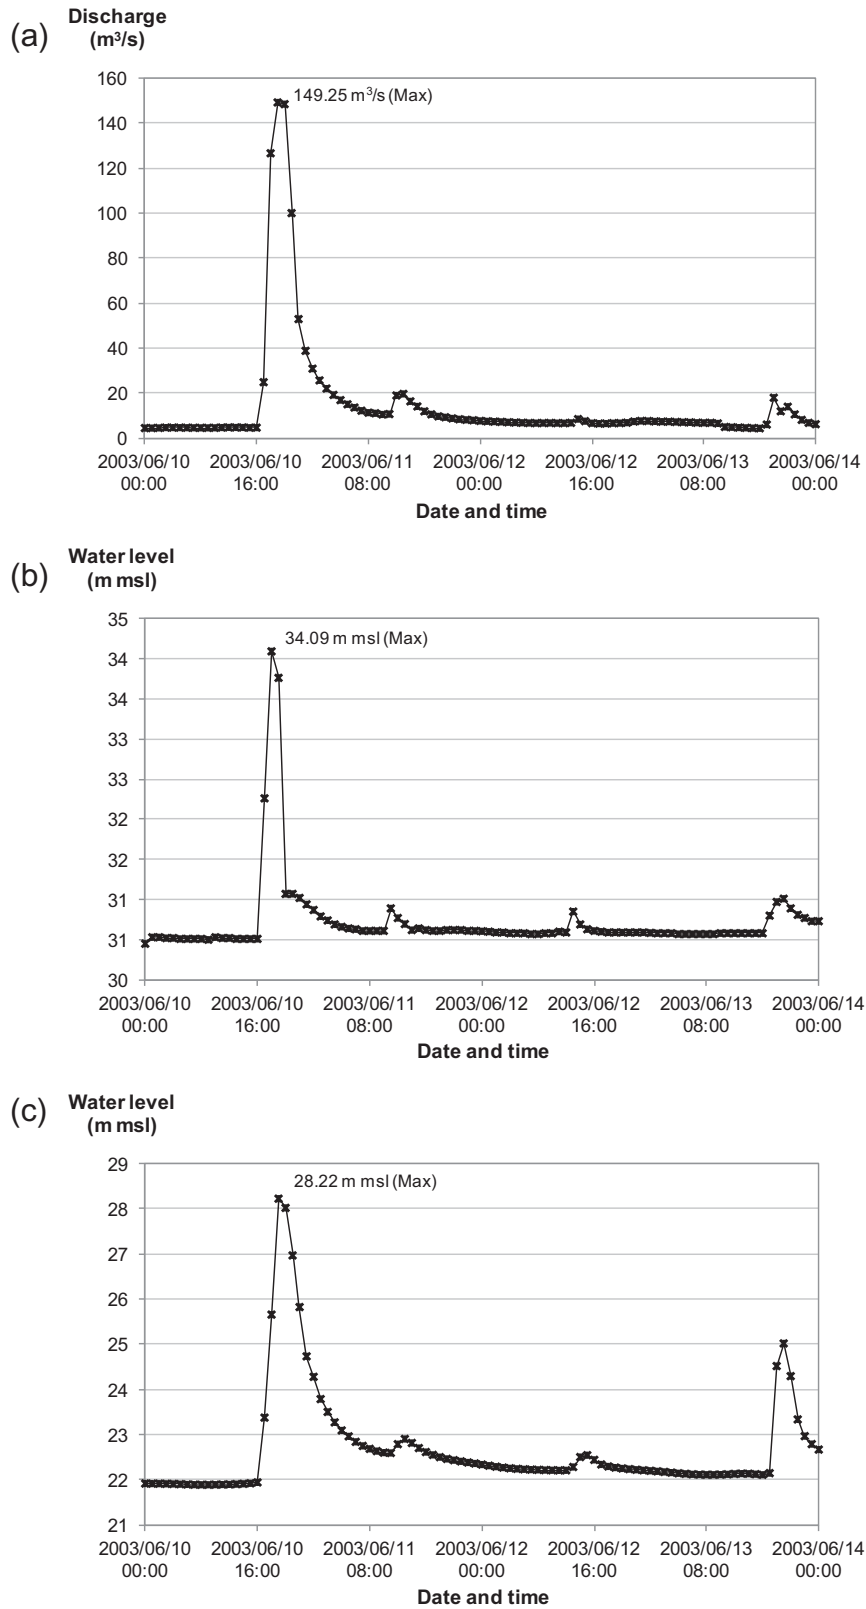 (a)
Discharge
(m³/s)
160
140
120
100
80
60
40
20
0
149.25 m³/s (Max)
2003/06/10 2003/06/10 2003/06/11 2003/06/12 2003/06/12 2003/06/13 2003/06/14
00:00 16:00 08:00 00:00 16:00 08:00 00:00
Date and time
(b)
Water level
(m msl)
35
34
34
33
33
32
32
31
31
30
34.09 m msl (Max)
2003/06/10 2003/06/10 2003/06/11 2003/06/12 2003/06/12 2003/06/13 2003/06/14
00:00 16:00 08:00 00:00 16:00 08:00 00:00
Date and time
(c)
Water level
(m msl)
29
28
27
26
25
24
23
22
21
28.22 m msl (Max)
2003/06/10 2003/06/10 2003/06/11 2003/06/12 2003/06/12 2003/06/13 2003/06/14
00:00 16:00 08:00 00:00 16:00 08:00 00:00
Date and time